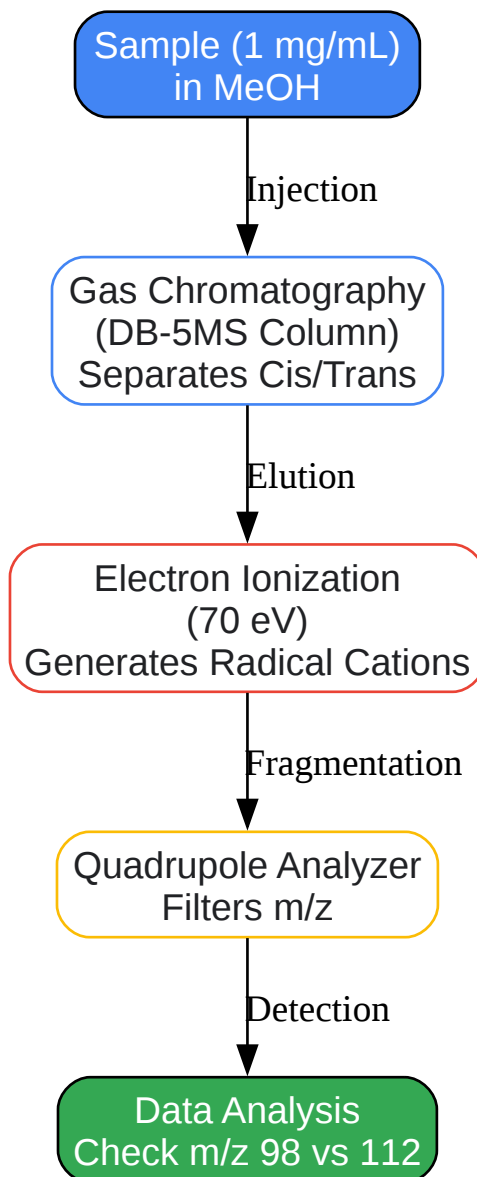 Sample (1 mg/mL)
in MeOH
Injection
Gas Chromatography
(DB-5MS Column)
Separates Cis/Trans
Elution
Electron Ionization
(70 eV)
Generates Radical Cations
Fragmentation
Quadrupole Analyzer
Filters m/z
Detection
Data Analysis
Check m/z 98 vs 112